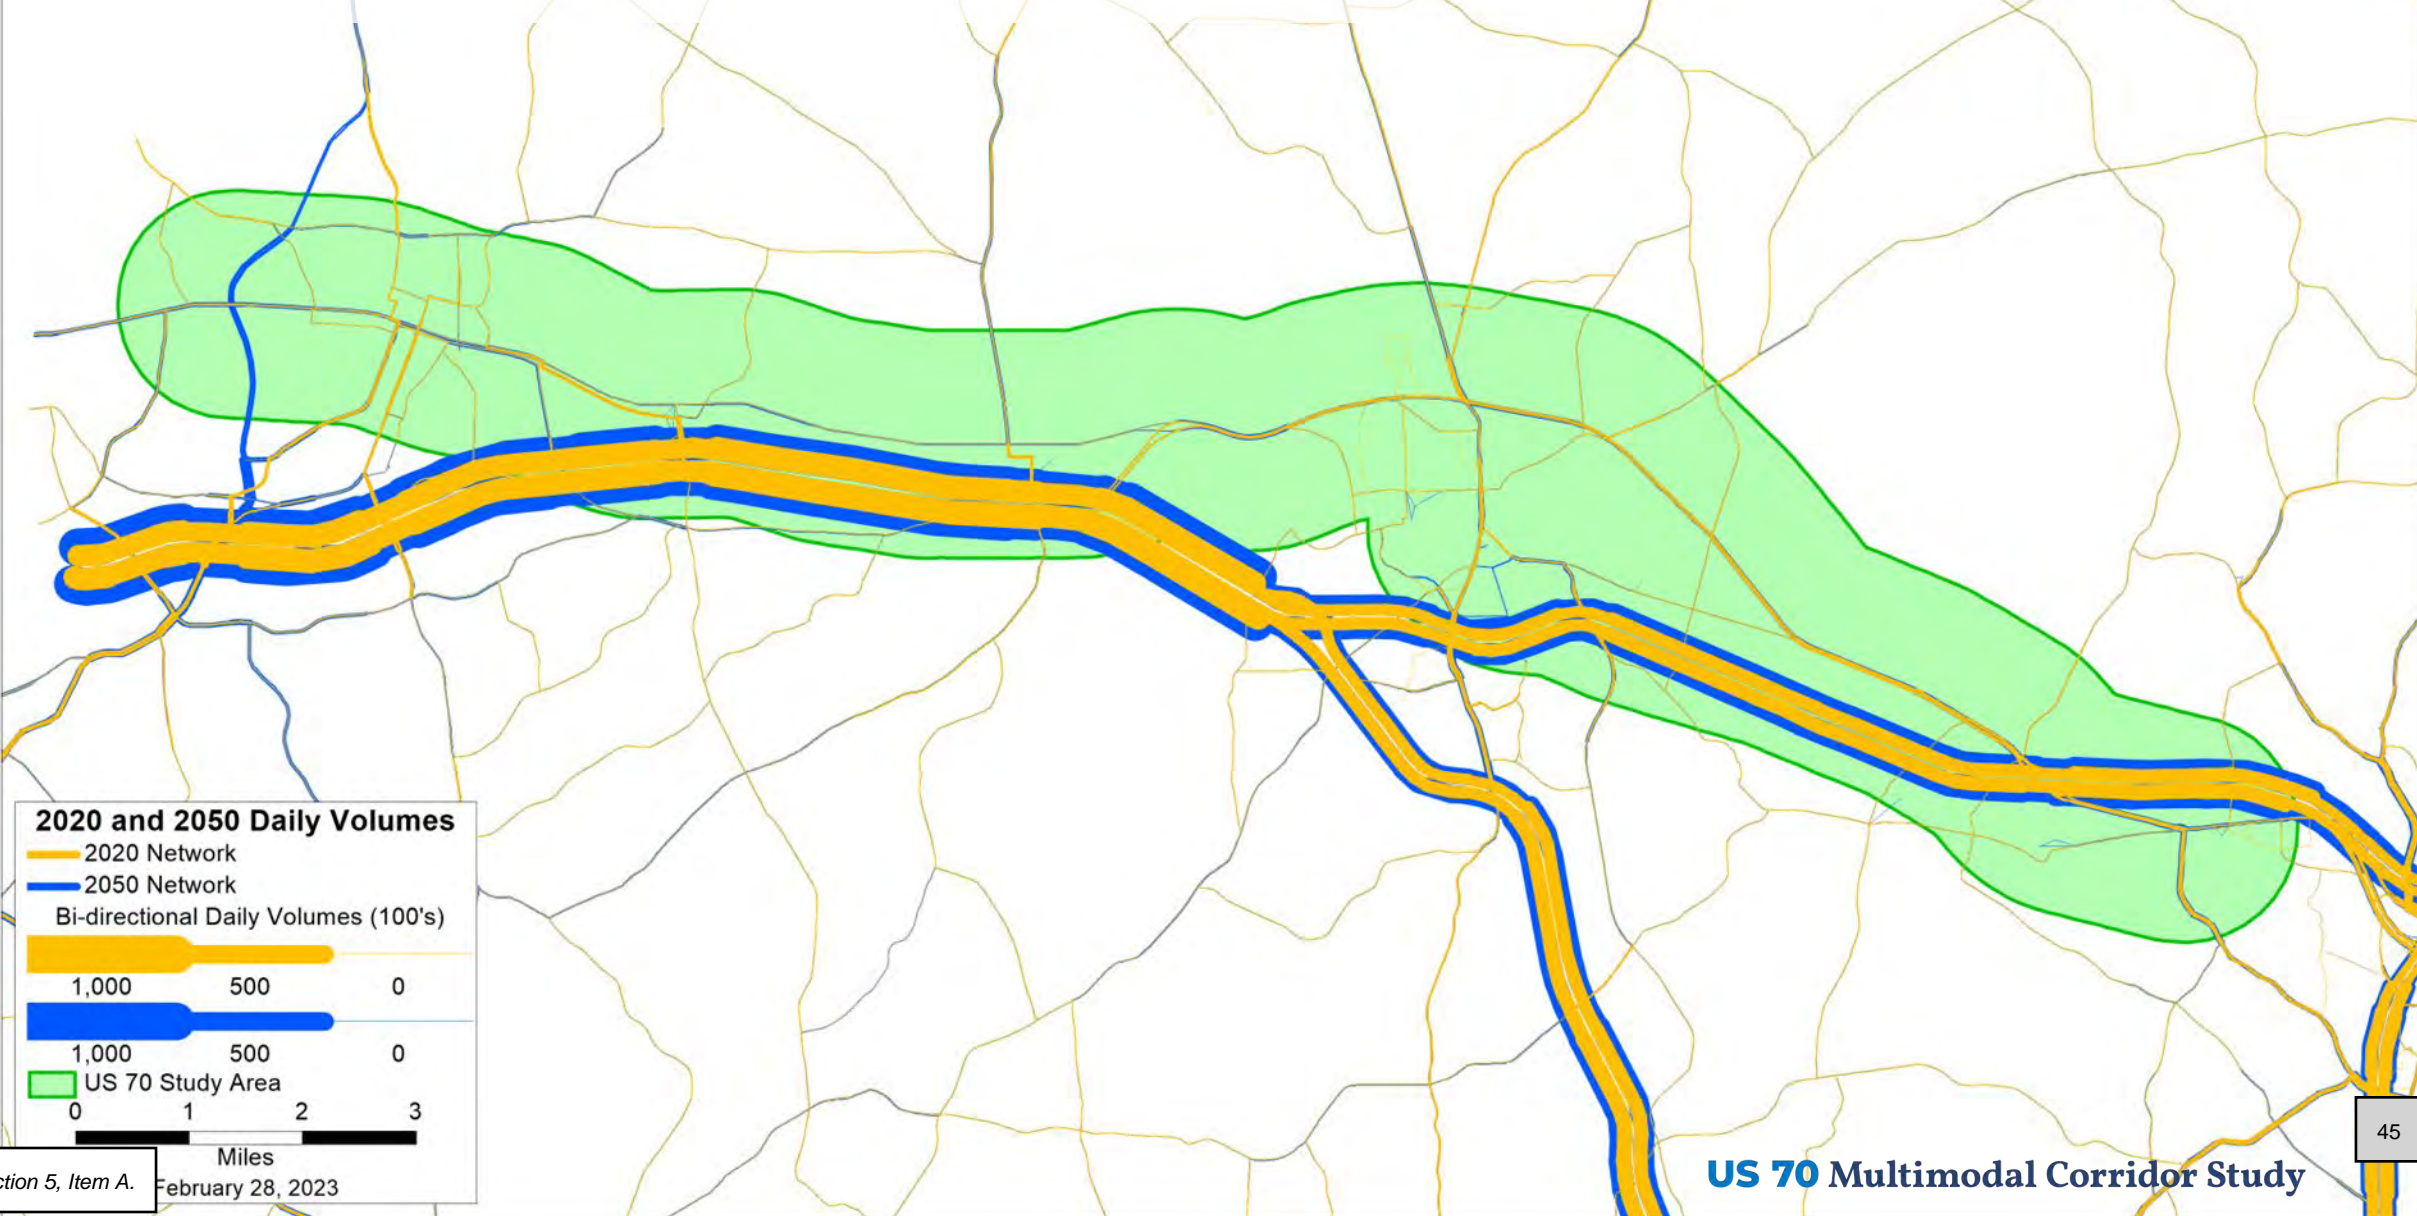 2020 and 2050 Daily Volumes
2020 Network
2050 Network
Bi-directional Daily Volumes (100's)
1,000 500 0
1,000 500 0
US 70 Study Area
0 1 2 3
Miles
February 28, 2023
ction 5, Item A.
45
US 70 Multimodal Corridor Study